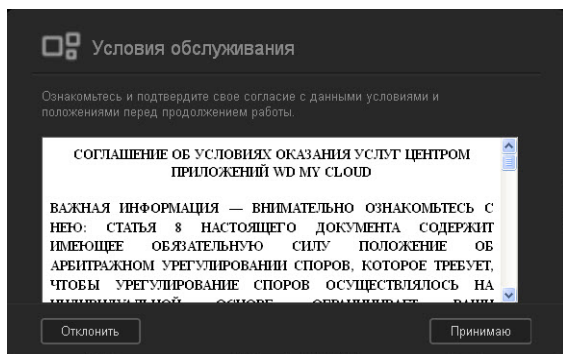 Условия обслуживания
Ознакомьтесь и подтвердите свое согласие с данными условиями и
положениями перед продолжением работы.
СОГЛАШЕНИЕ ОБ УСЛОВИЯХ ОКАЗАНИЯ УСЛУГ ЦЕНТРОМ
ПРИЛОЖЕНИЙ WD MY CLOUD
ВАЖНАЯ ИНФОРМАЦИЯ — ВНИМАТЕЛЬНО ОЗНАКОМЬТЕСЬ С
НЕЮ: СТАТЬЯ 8 НАСТОЯЩЕГО ДОКУМЕНТА СОДЕРЖИТ
ИМЕЮЩЕЕ ОБЯЗАТЕЛЬНУЮ СИЛУ ПОЛОЖЕНИЕ ОБ
АРБИТРАЖНОМ УРЕГУЛИРОВАНИИ СПОРОВ, КОТОРОЕ ТРЕБУЕТ,
ЧТОБЫ УРЕГУЛИРОВАНИЕ СПОРОВ ОСУЩЕСТВЛЯЛОСЬ НА
Отклонить
Принимаю